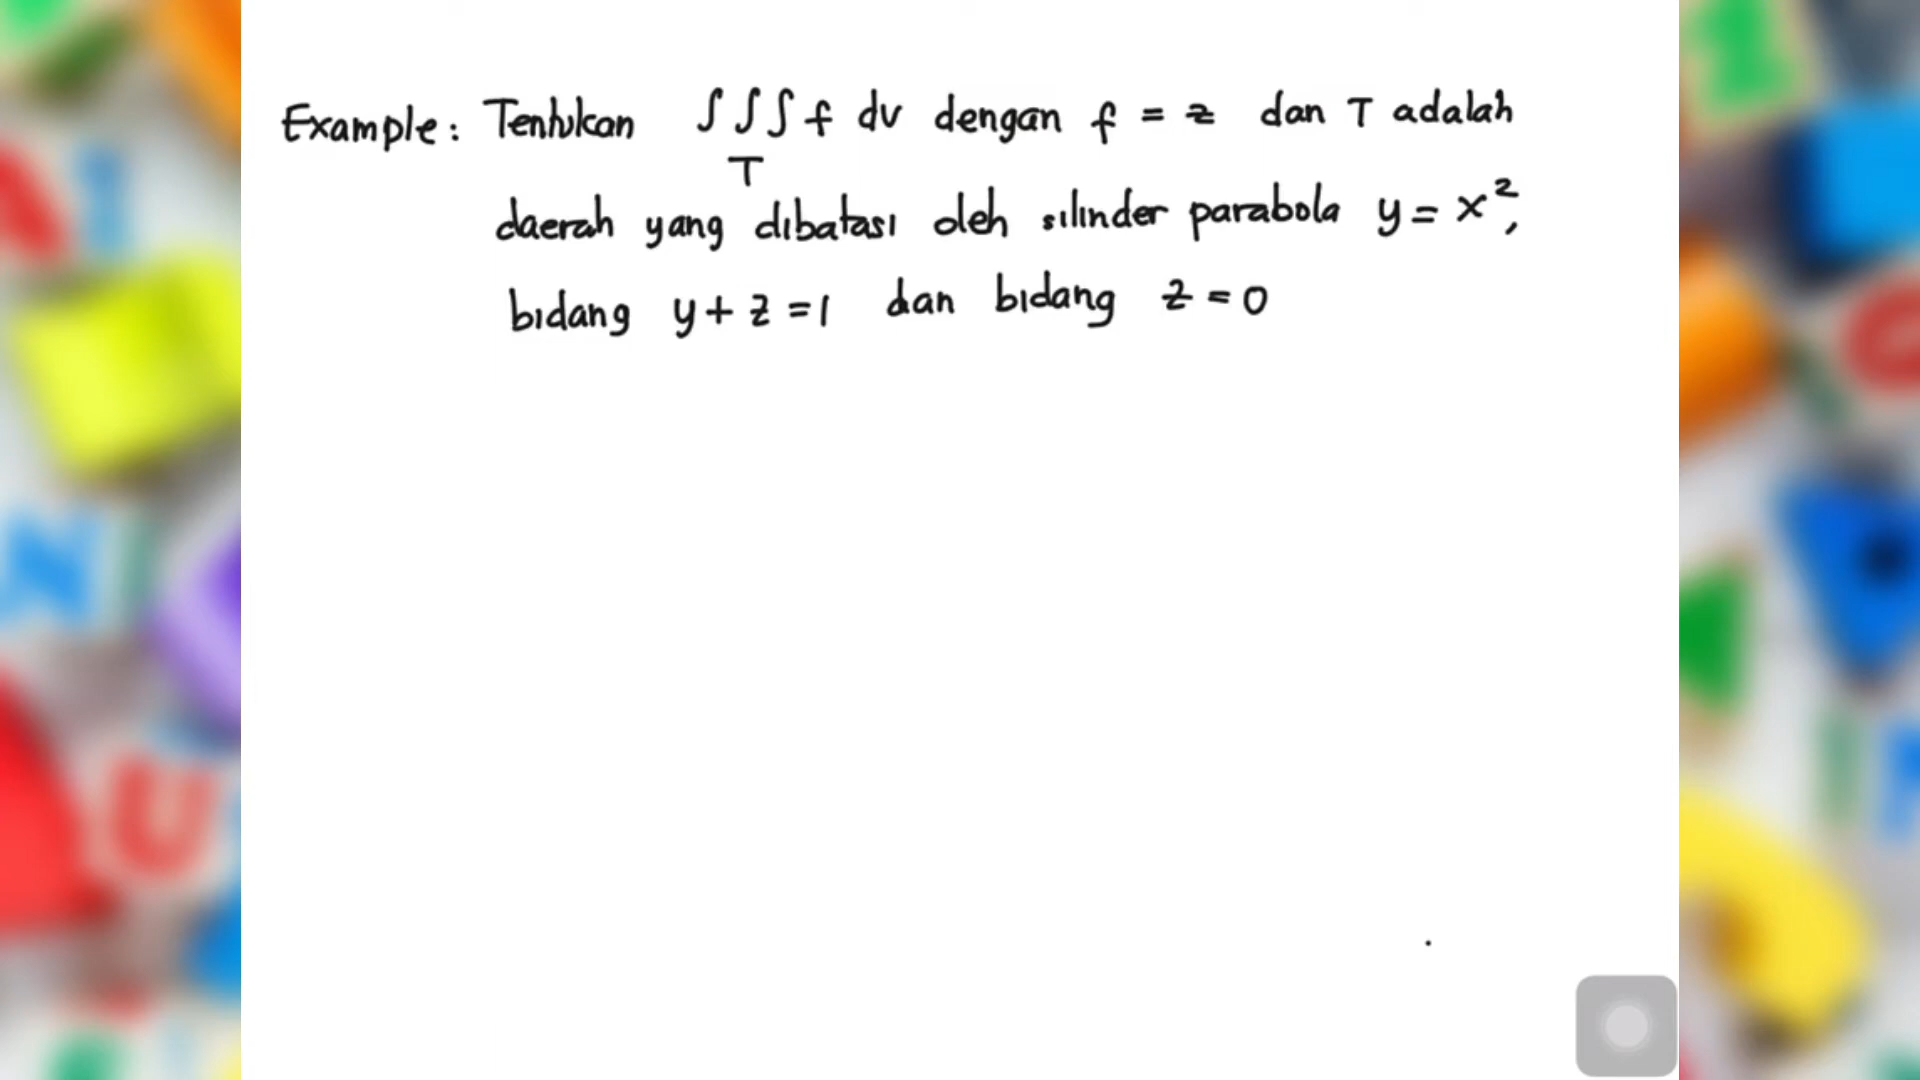 Example: Tentukan ∫∫∫ f dv dengan f = z dan T adalah
T
daerah yang dibatasi oleh silinder parabola y = x²,
bidang y + z = 1 dan bidang z = 0